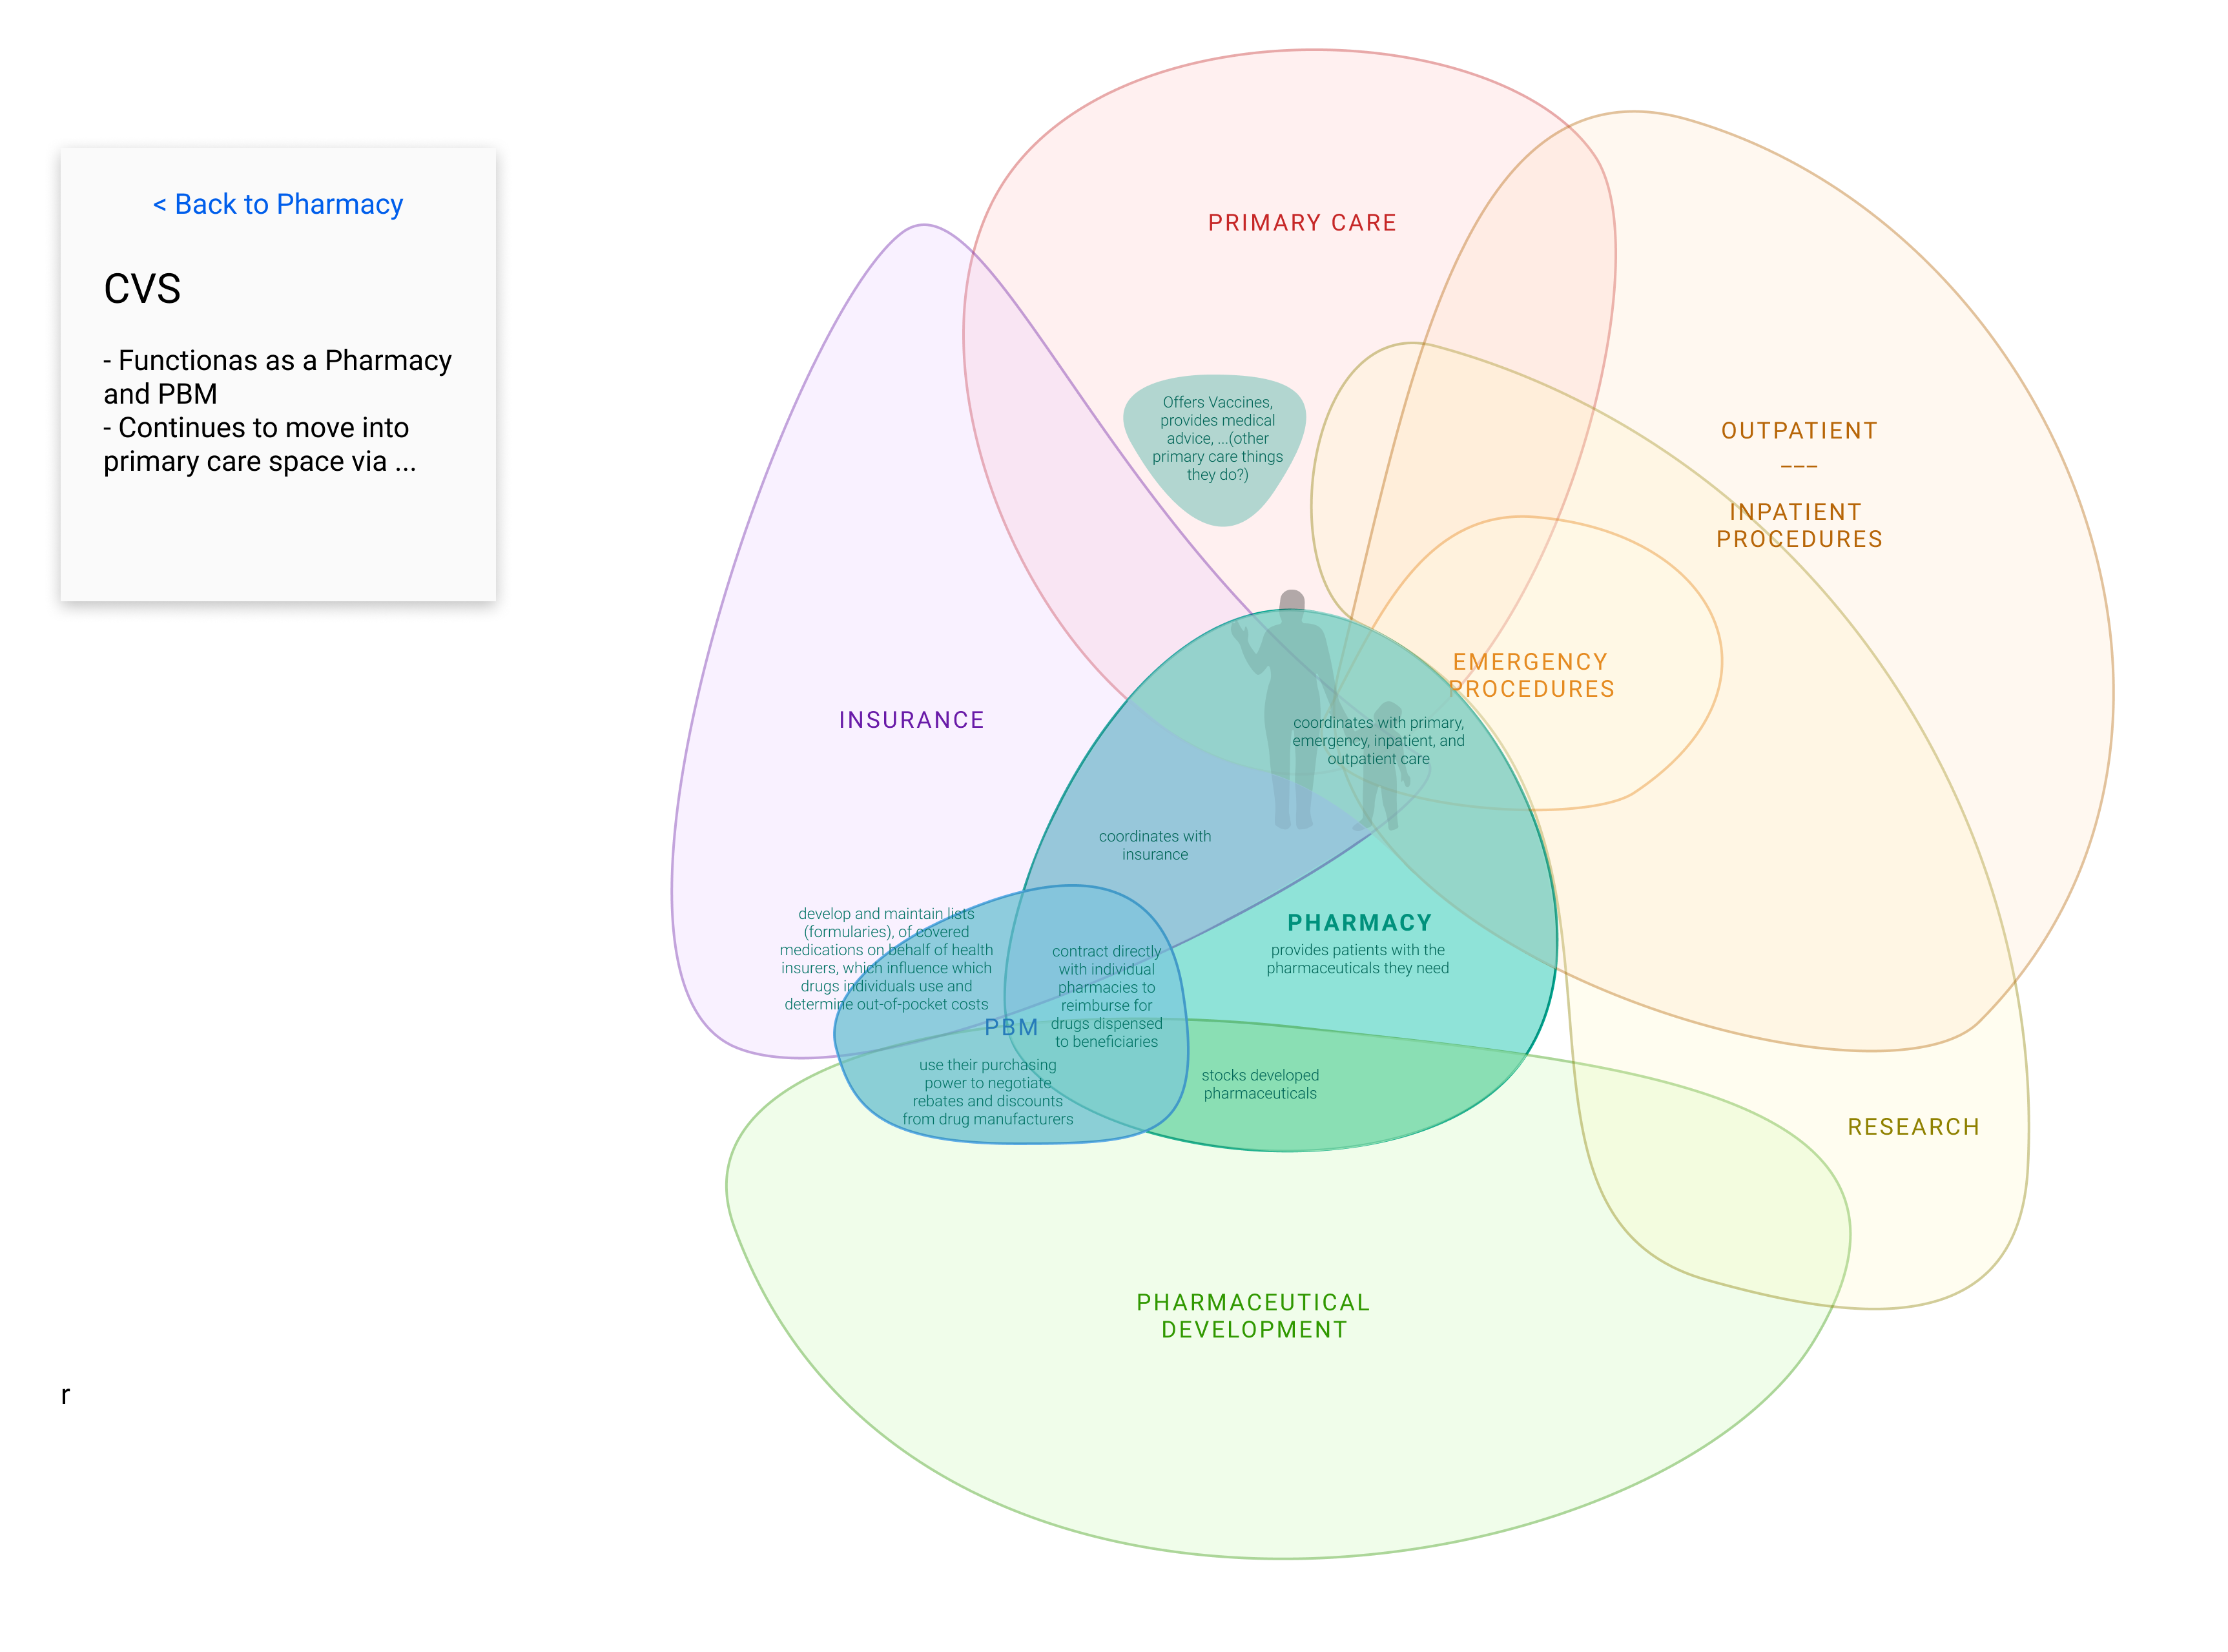 < Back to Pharmacy
CVS
- Functionas as a Pharmacy
and PBM
- Continues to move into
primary care space via ...
r
PRIMARY CARE
Offers Vaccines,
provides medical
advice, ...(other
primary care things
they do?)
OUTPATIENT
___
INPATIENT
PROCEDURES
EMERGENCY
PROCEDURES
coordinates with primary,
emergency, inpatient, and
outpatient care
INSURANCE
coordinates with
insurance
develop and maintain lists
(formularies), of covered
medications on behalf of health
insurers, which influence which
drugs individuals use and
determine out-of-pocket costs
contract directly
with individual
pharmacies to
reimburse for
drugs dispensed
to beneficiaries
PHARMACY
provides patients with the
pharmaceuticals they need
PBM
use their purchasing
power to negotiate
rebates and discounts
from drug manufacturers
stocks developed
pharmaceuticals
RESEARCH
PHARMACEUTICAL
DEVELOPMENT